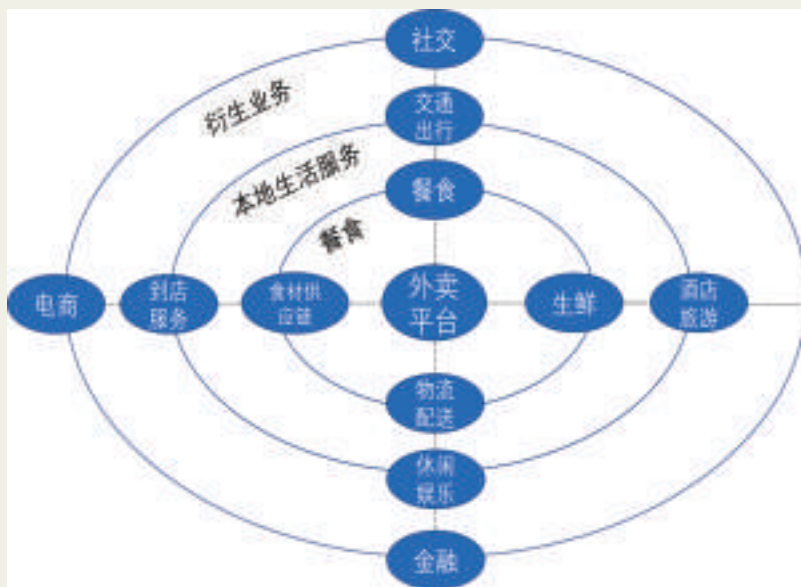 社交
衍生业务
交通
出行
本地生活服务
餐食
餐食
电商
到店
服务
食材供
应链
外卖
平台
生鲜
酒店
旅游
物流
配送
休闲
娱乐
金融